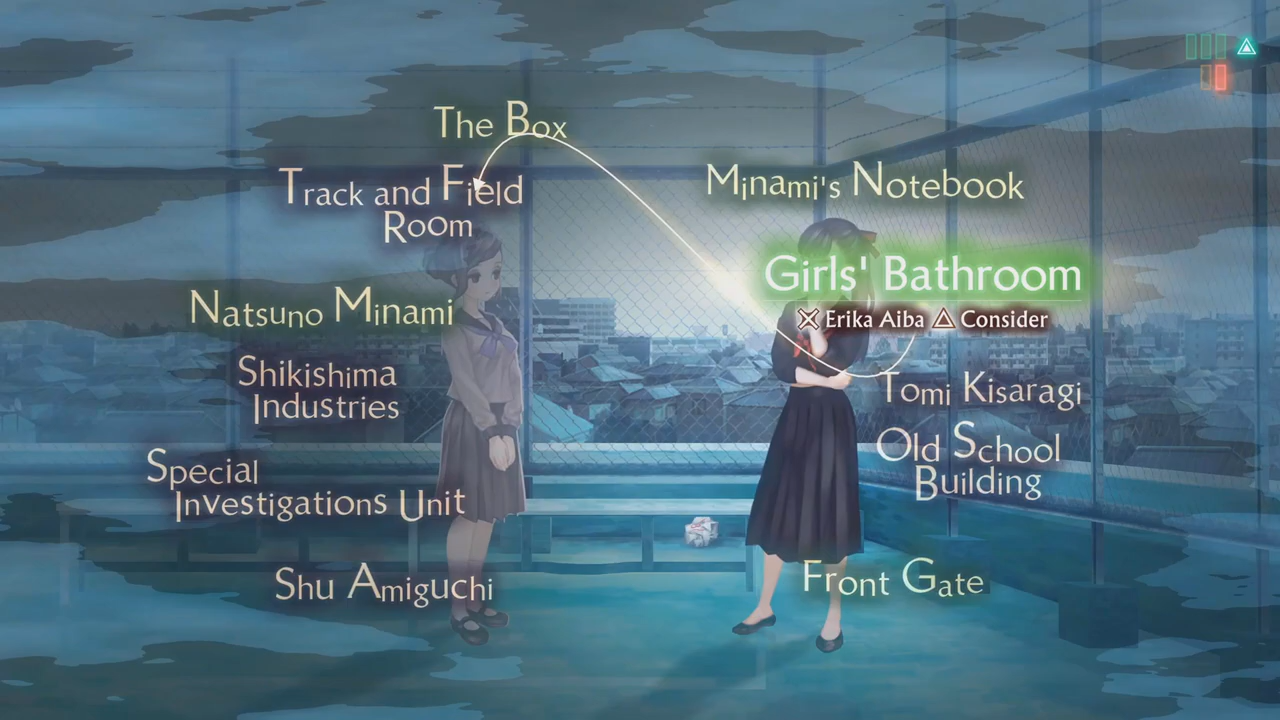 The Box
Track and Field
Room
Minami's Notebook
Girls' Bathroom
Erika Aiba Consider
Natsuno Minami
Shikishima
Industries
Tomi Kisaragi
Old School
Building
Special
Investigations Unit
Shu Amiguchi
Front Gate